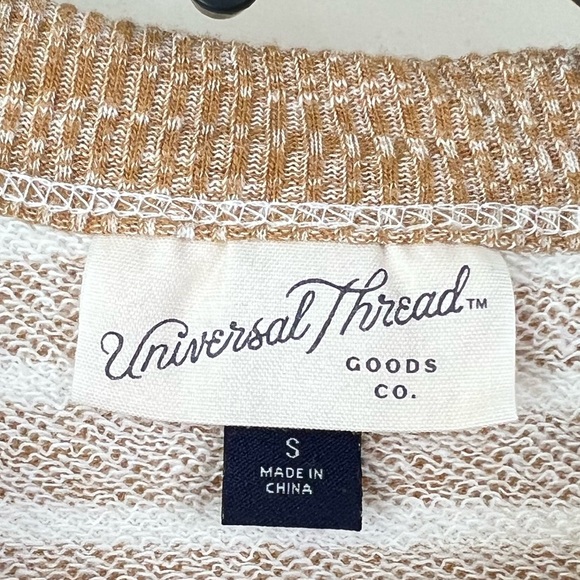 Universal Thread™
GOODS
CO.
S
MADE IN
CHINA